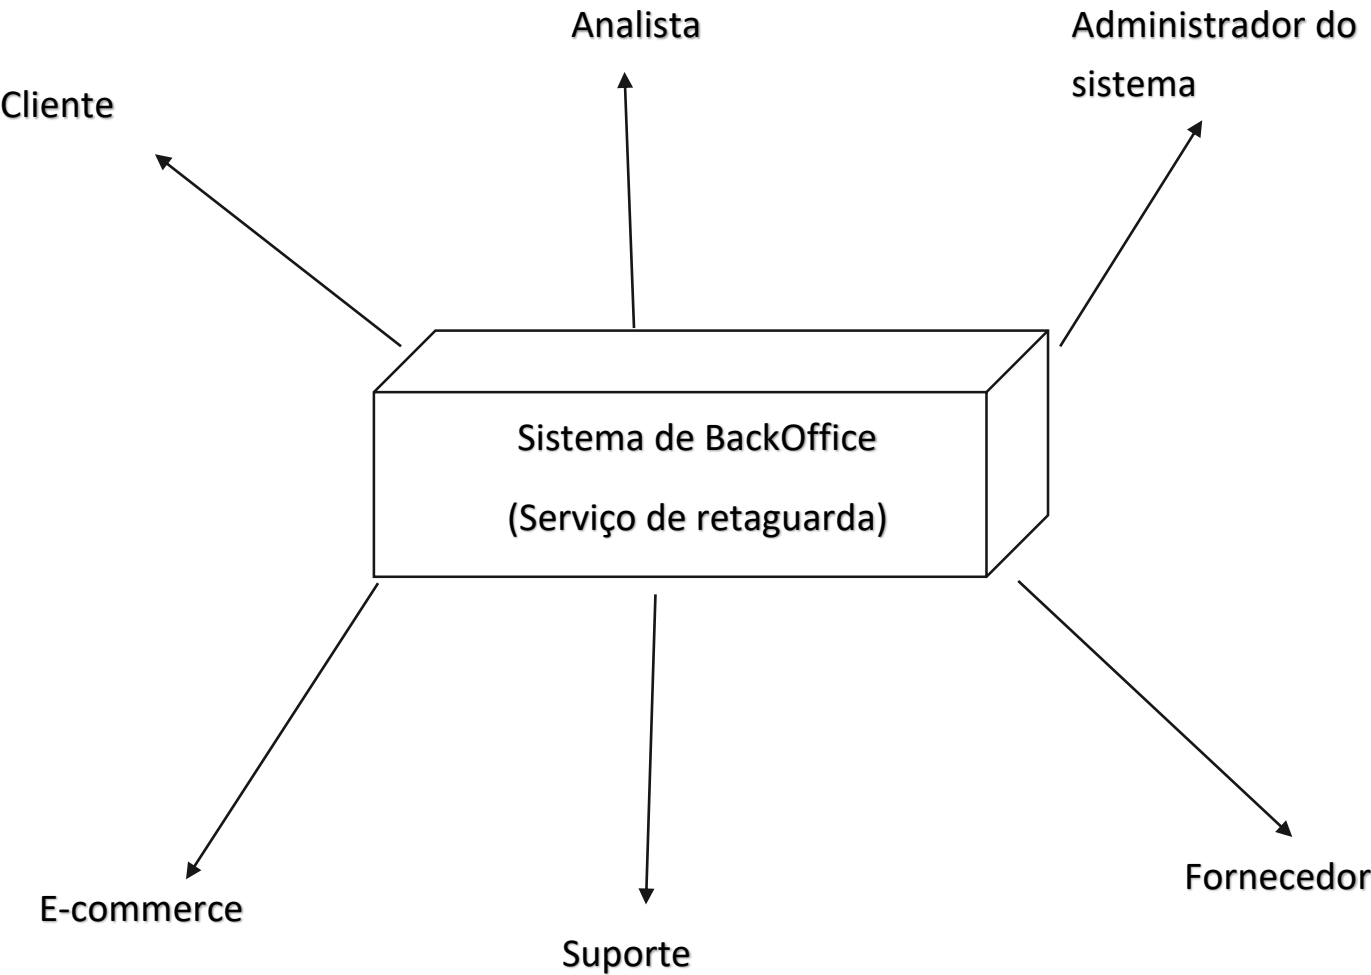 Analista
Administrador do
sistema
Cliente
Sistema de BackOffice
(Serviço de retaguarda)
E-commerce
Suporte
Fornecedor